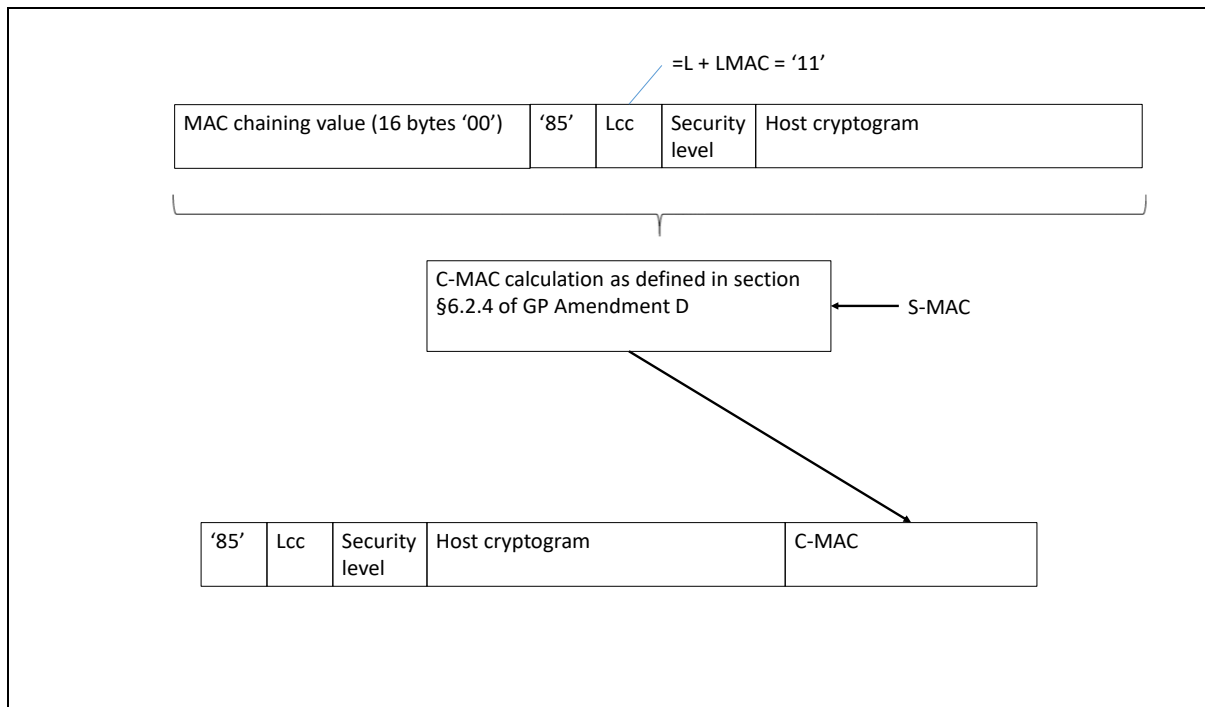 =L + LMAC = ‘11’
MAC chaining value (16 bytes ‘00’)
‘85’
Lcc
Security
level
Host cryptogram
C-MAC calculation as defined in section
§6.2.4 of GP Amendment D
S-MAC
‘85’
Lcc
Security
level
Host cryptogram
C-MAC